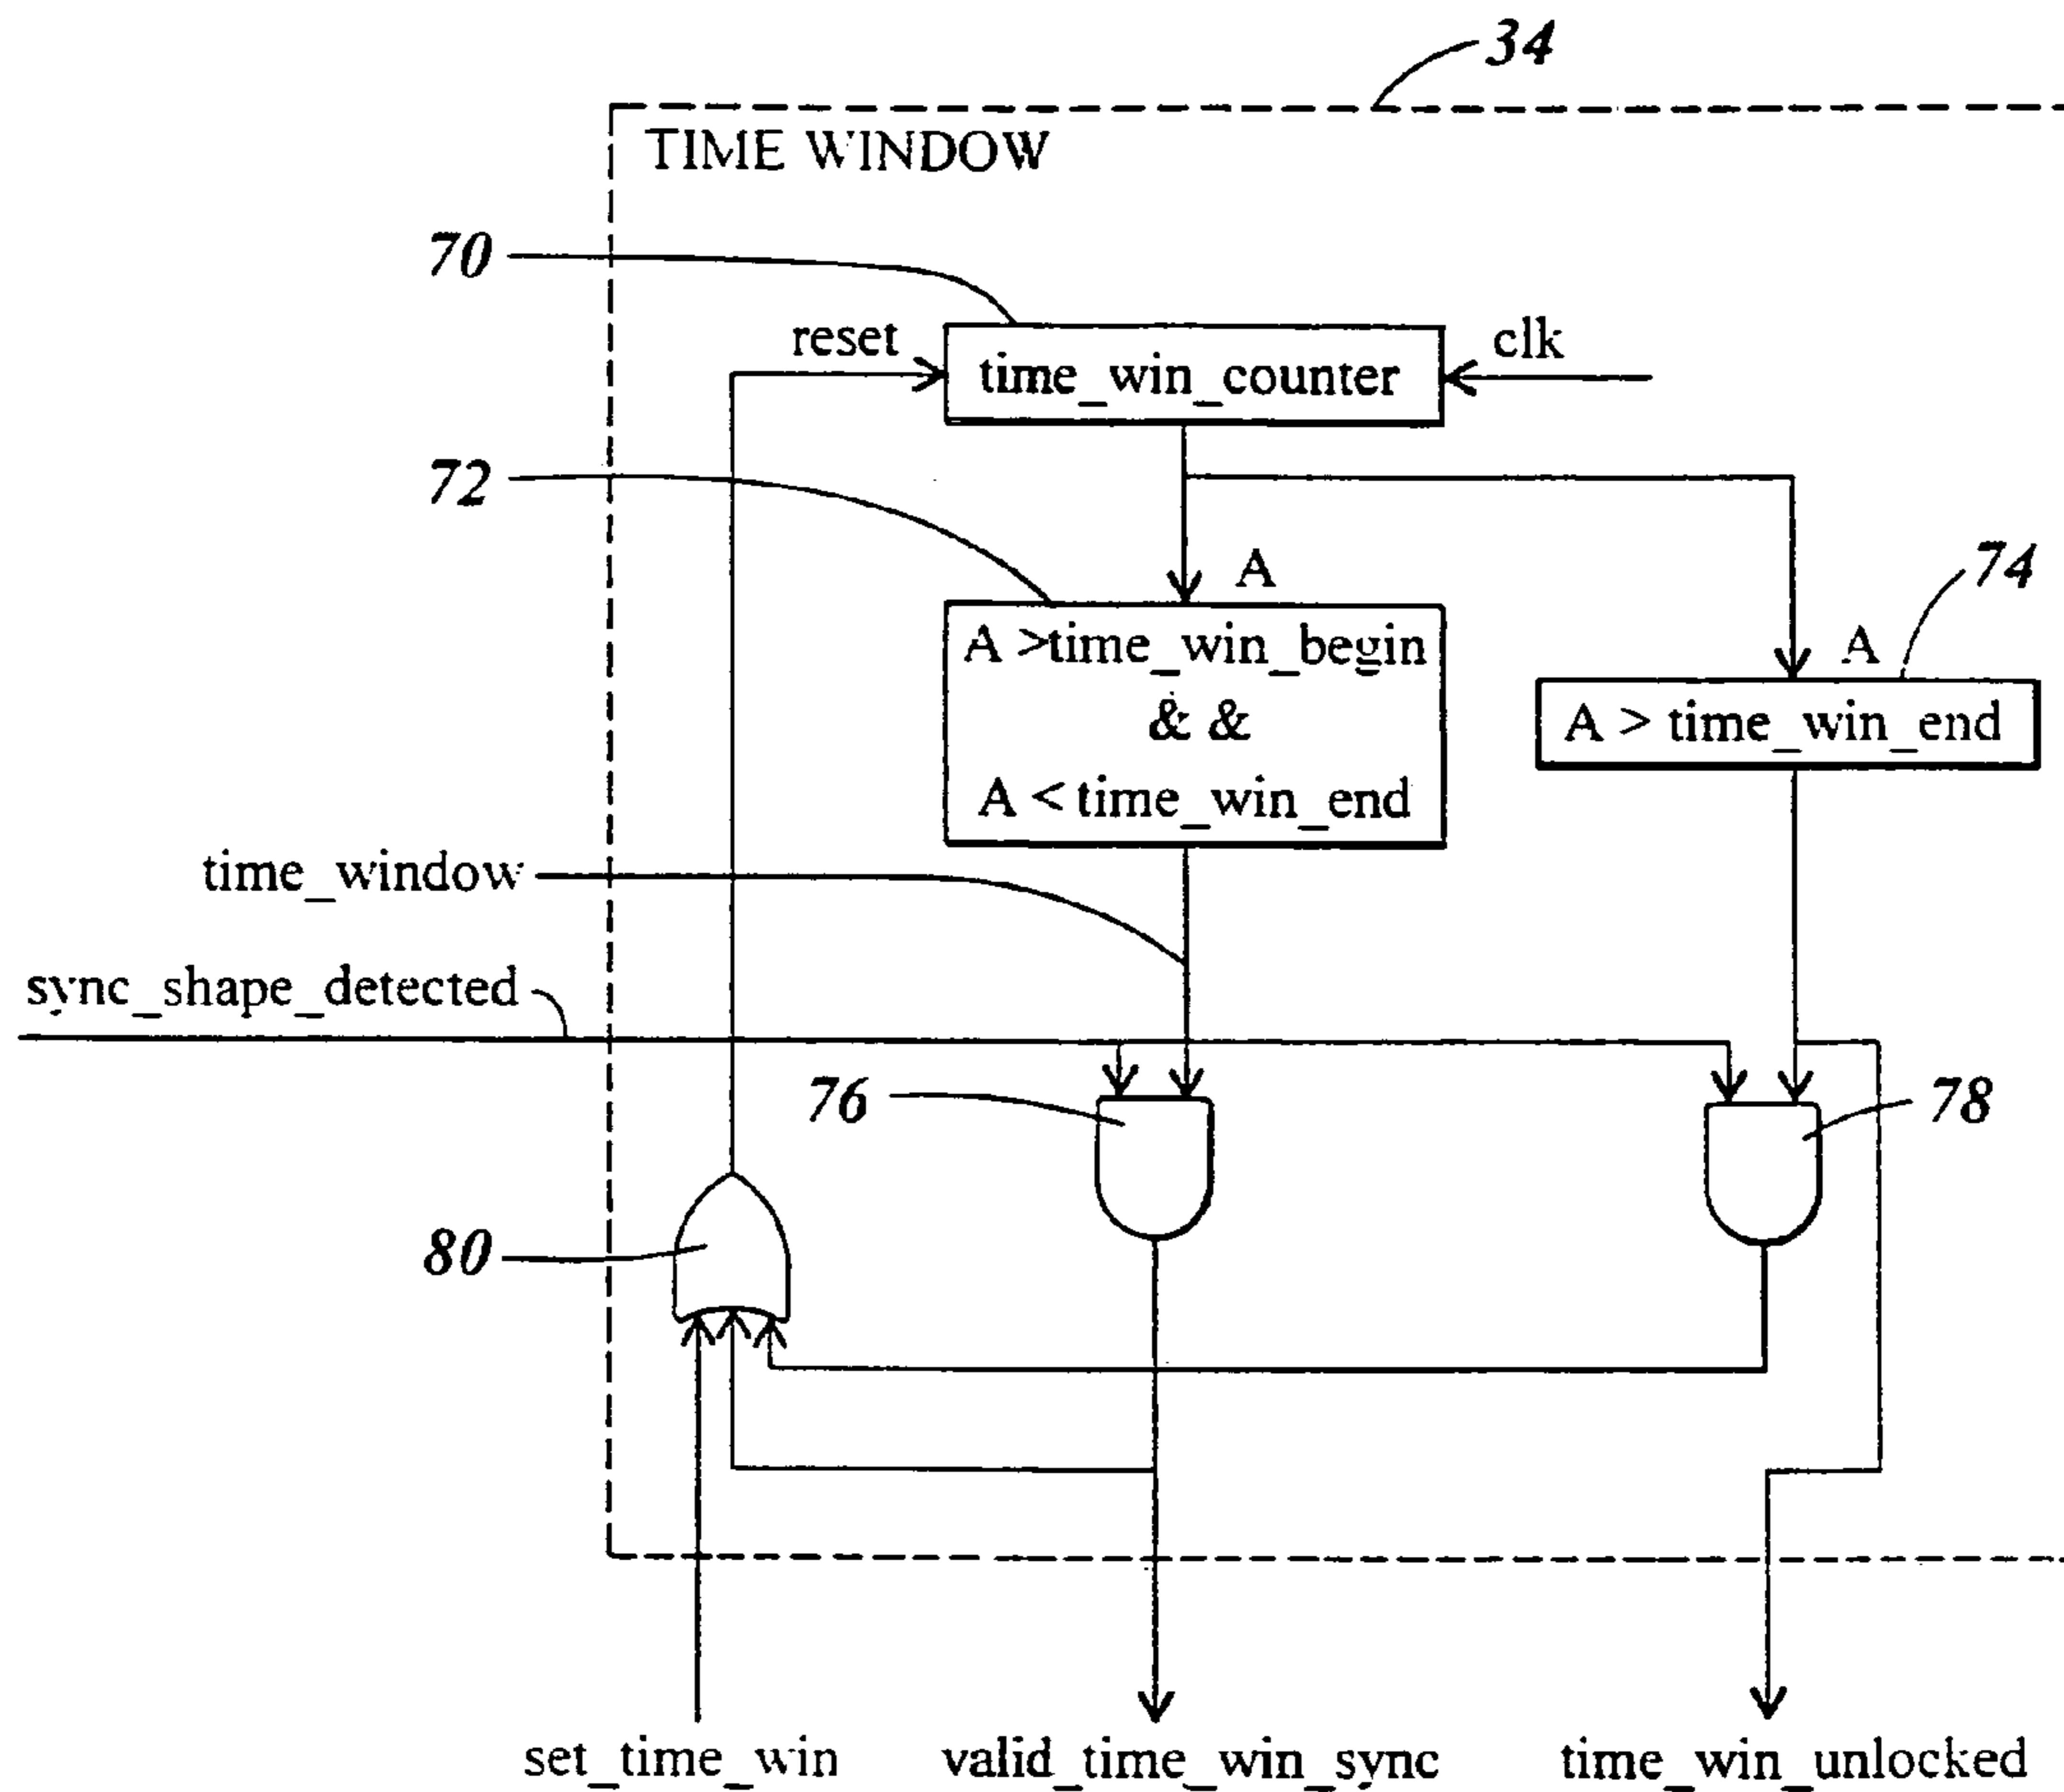 34
TIME WINDOW
70
reset
clk
time_win_counter
72
A
74
A >time_win_begin
& &
A < time_win_end
A
A > time_win_end
time_window
sync_shape_detected
76
78
80
set_time_win
valid_time_win_sync
time_win_unlocked